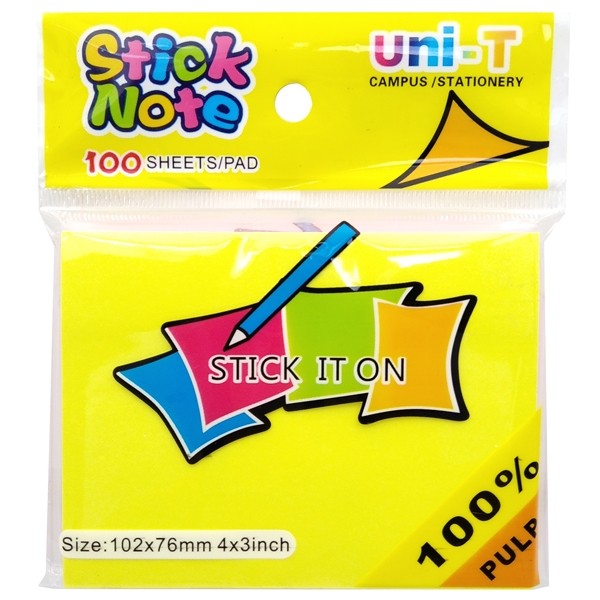 Stick
Note
100 SHEETS/PAD
uni-T
CAMPUS /STATIONERY
STICK IT ON
Size:102x76mm 4x3inch
100%
PULP